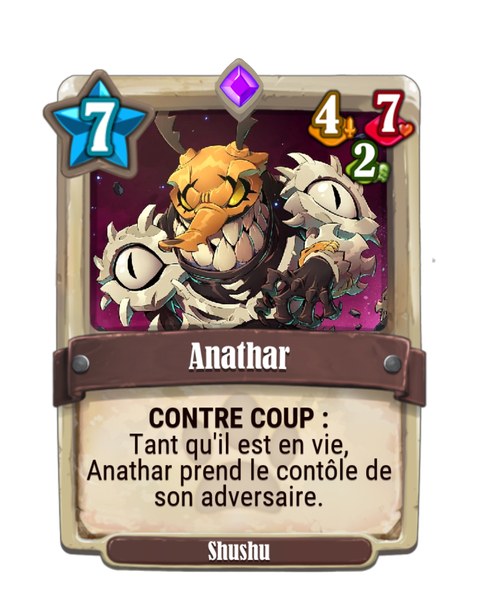 7
4
7
2
Anathar
CONTRE COUP :
Tant qu'il est en vie,
Anathar prend le contôle de
son adversaire.
Shushu